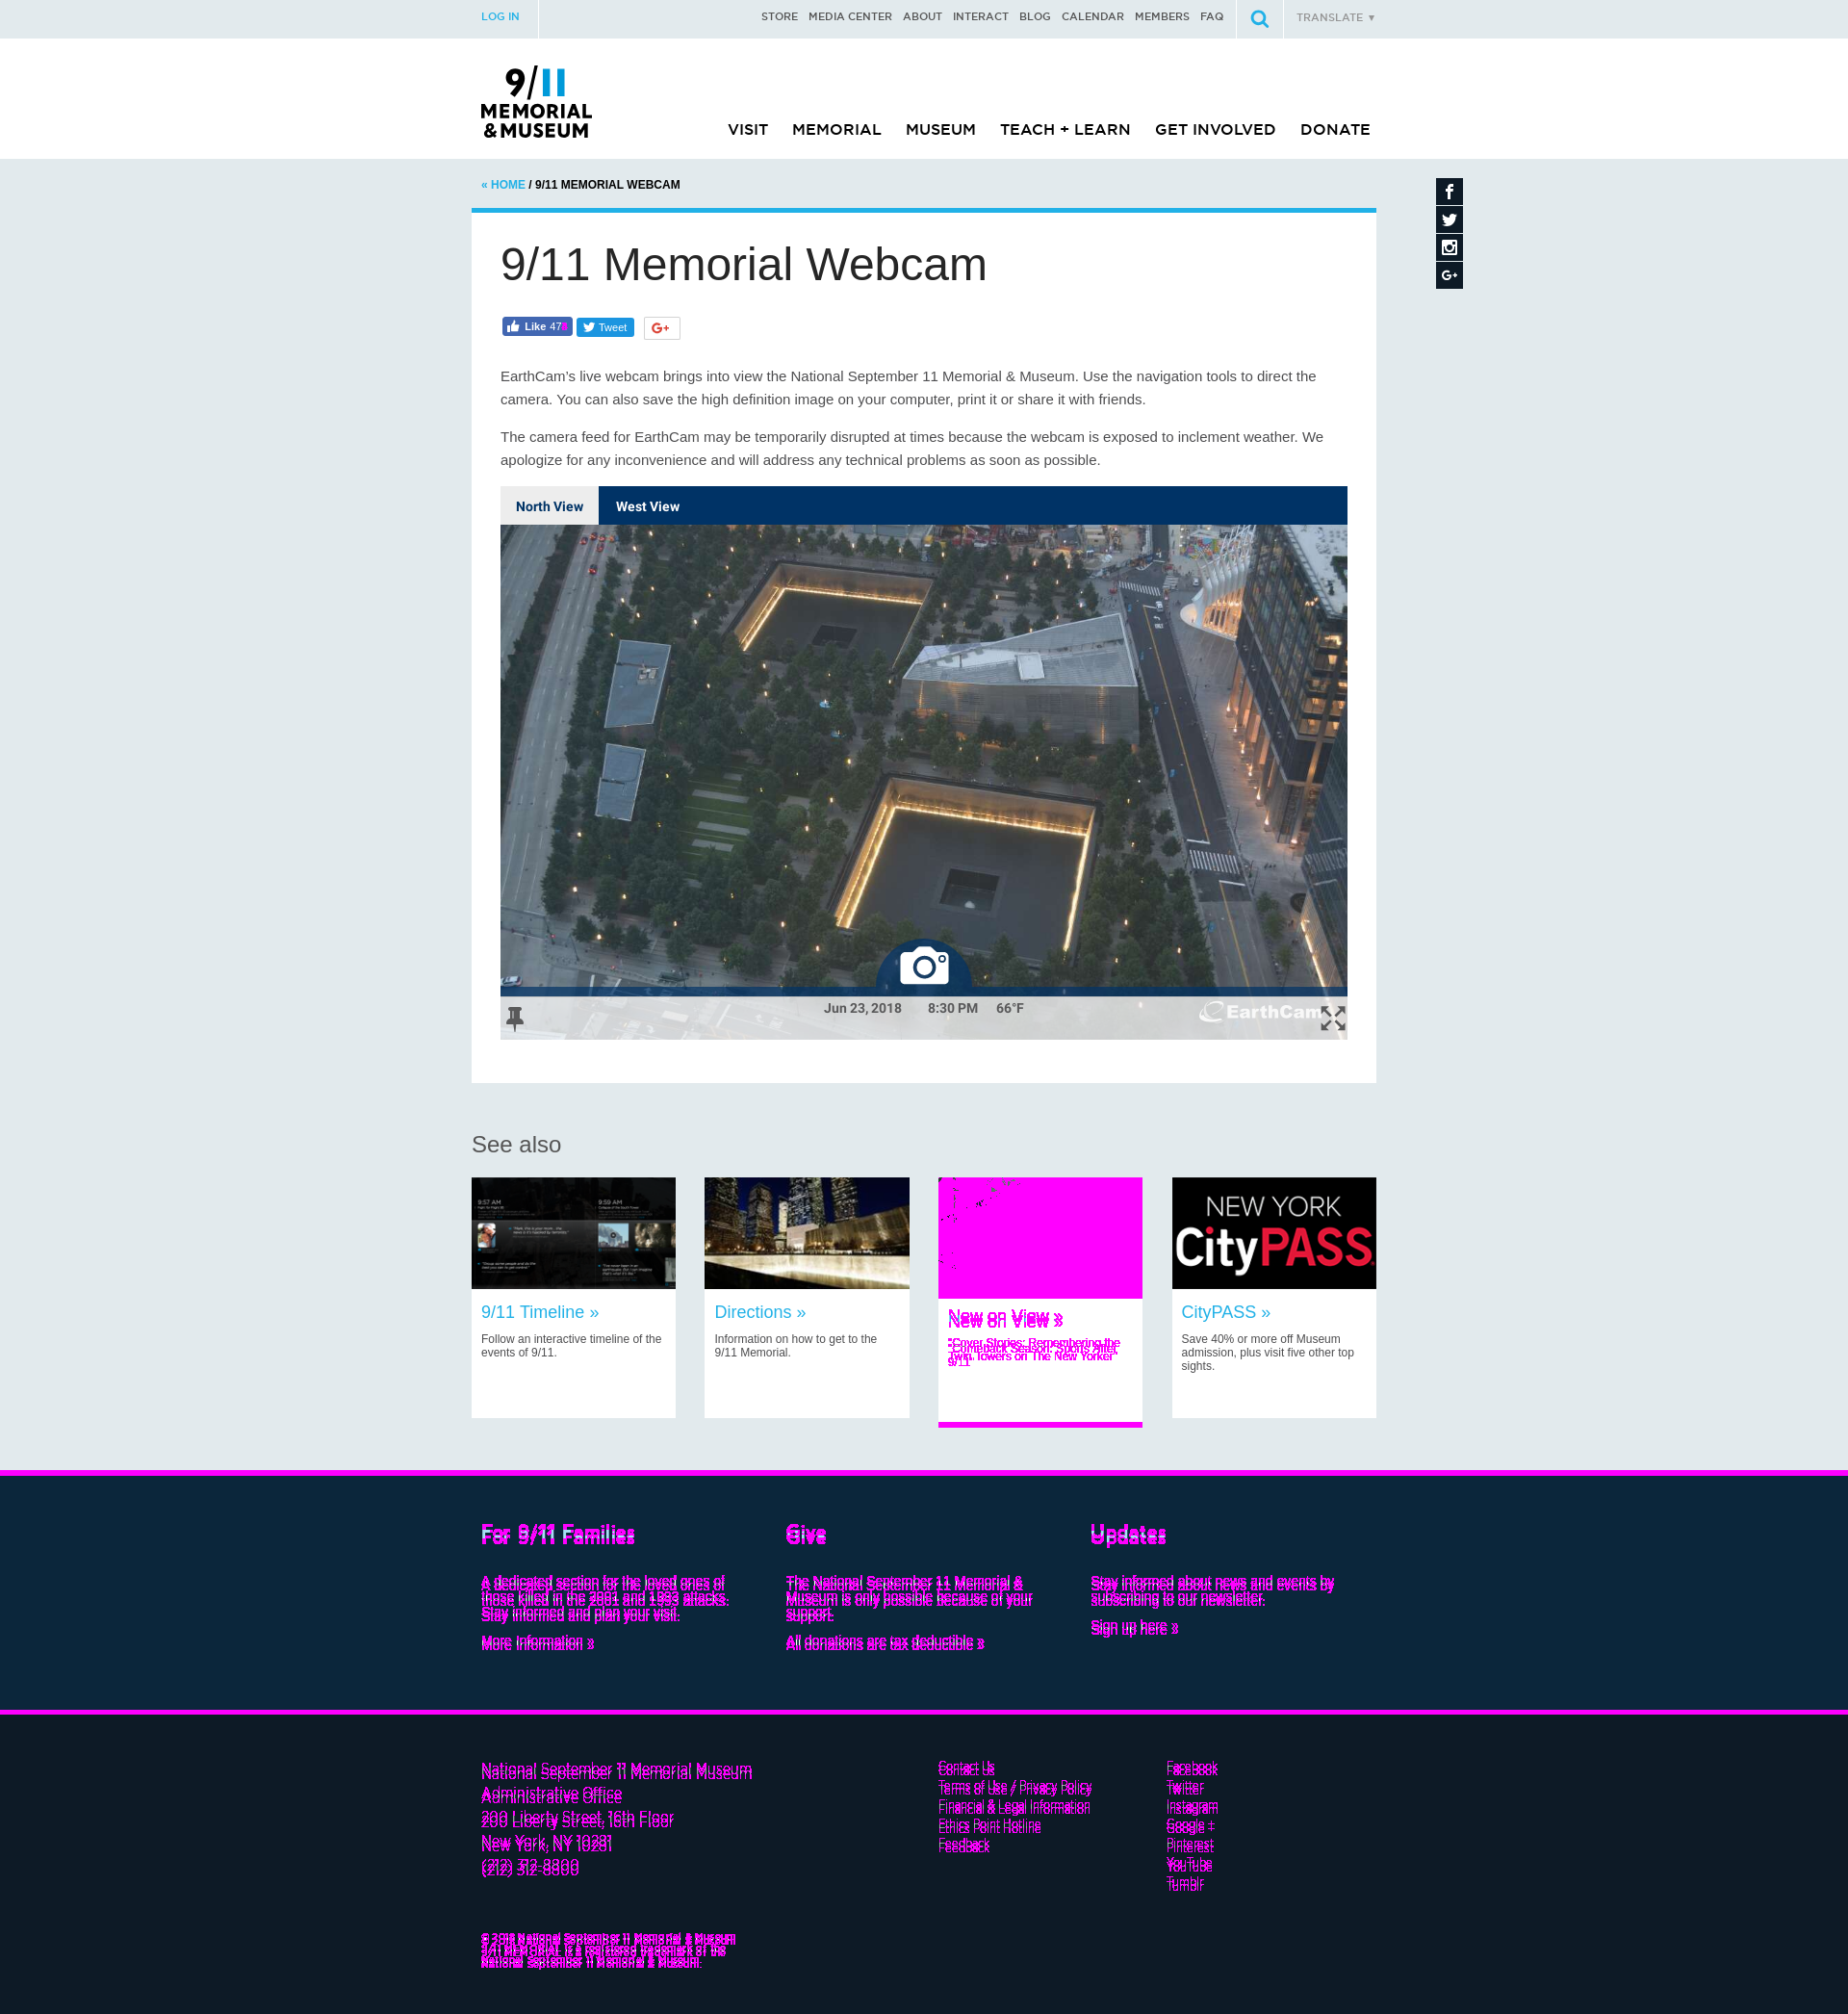 LOG IN
STORE MEDIA CENTER ABOUT INTERACT BLOG CALENDAR MEMBERS FAQ
TRANSLATE ▼
9/11
MEMORIAL
& MUSEUM
VISIT MEMORIAL MUSEUM TEACH + LEARN GET INVOLVED DONATE
« HOME / 9/11 MEMORIAL WEBCAM
9/11 Memorial Webcam
Like
Tweet
G+
EarthCam's live webcam brings into view the National September 11 Memorial & Museum. Use the navigation tools to direct the
camera. You can also save the high definition image on your computer, print it or share it with friends.
The camera feed for EarthCam may be temporarily disrupted at times because the webcam is exposed to inclement weather. We
apologize for any inconvenience and will address any technical problems as soon as possible.
North View West View
Jun 23, 2018 8:30 PM 66°F
EarthCam
See also
9:57 AM
9:59 AM
NEW YORK
CityPASS
9/11 Timeline »
Follow an interactive timeline of the
events of 9/11.
Directions »
Information on how to get to the
9/11 Memorial.
Now on View »
"Cover Stories: Remembering the
Twin Towers on The New Yorker"
"Comeback Season: Sports After
9/11"
CityPASS »
Save 40% or more off Museum
admission, plus visit five other top
sights.
For 9/11 Families
A dedicated section for the loved ones of
those killed in the 2001 and 1993 attacks.
Stay informed and plan your visit.
More Information »
Give
The National September 11 Memorial &
Museum is only possible because of your
support.
All donations are tax deductible »
Updates
Stay informed about news and events by
subscribing to our newsletter.
Sign up here »
National September 11 Memorial Museum
Administrative Office
200 Liberty Street, 16th Floor
New York, NY 10281
(212) 312-8800
Contact Us
Terms of Use / Privacy Policy
Financial & Legal Information
Ethics Point Hotline
Feedback
Facebook
Twitter
Instagram
Google +
Pinterest
YouTube
Tumblr
National September 11 Memorial & Museum
9/11 MEMORIAL is a registered trademark of the
National September 11 Memorial & Museum.